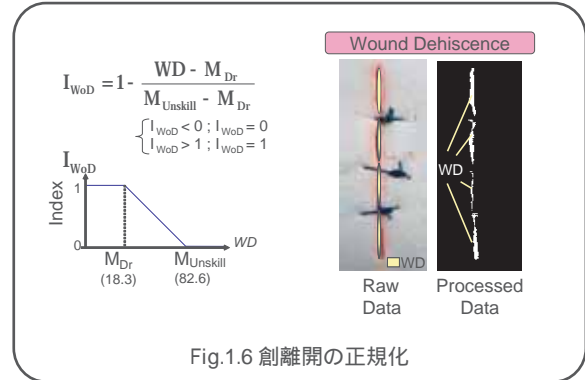 I_WoD = 1 - (WD - M_Dr) / (M_Unskill - M_Dr)
I_WoD < 0 ; I_WoD = 0
I_WoD > 1 ; I_WoD = 1
I_WoD
Index
1
0
WD
M_Dr
(18.3)
M_Unskill
(82.6)
Wound Dehiscence
WD
WD
Raw
Data
Processed
Data
Fig.1.6 創離開の正規化